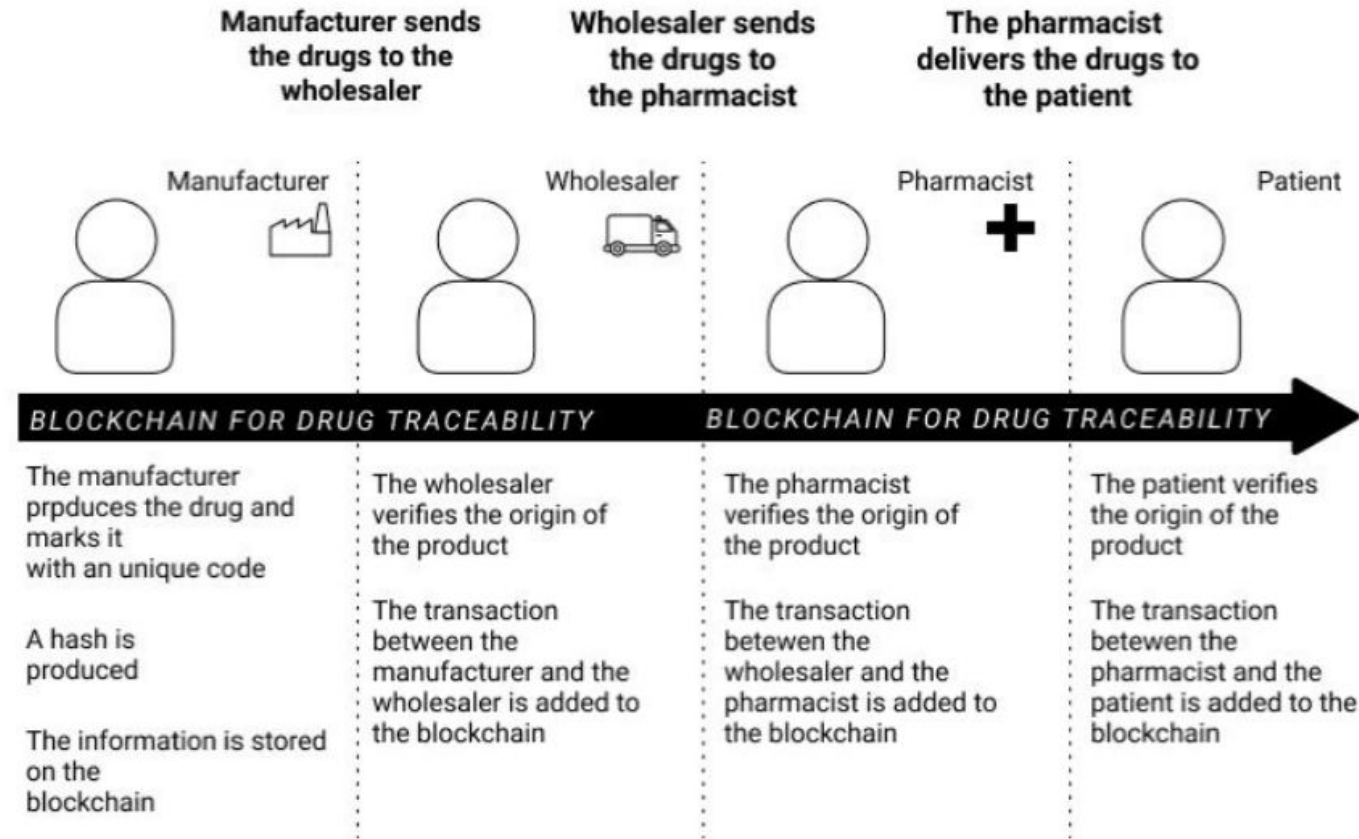 Manufacturer sends
the drugs to the
wholesaler
Wholesaler sends
the drugs to
the pharmacist
The pharmacist
delivers the drugs to
the patient
Manufacturer
Wholesaler
Pharmacist
Patient
BLOCKCHAIN FOR DRUG TRACEABILITY
BLOCKCHAIN FOR DRUG TRACEABILITY
The manufacturer
prpduces the drug and
marks it
with an unique code
A hash is
produced
The information is stored
on the
blockchain
The wholesaler
verifies the origin of
the product
The transaction
between the
manufacturer and the
wholesaler is added to
the blockchain
The pharmacist
verifies the origin of
the product
The transaction
betewen the
wholesaler and the
pharmacist is added to
the blockchain
The patient verifies
the origin of the
product
The transaction
betewen the
pharmacist and the
patient is added to the
blockchain